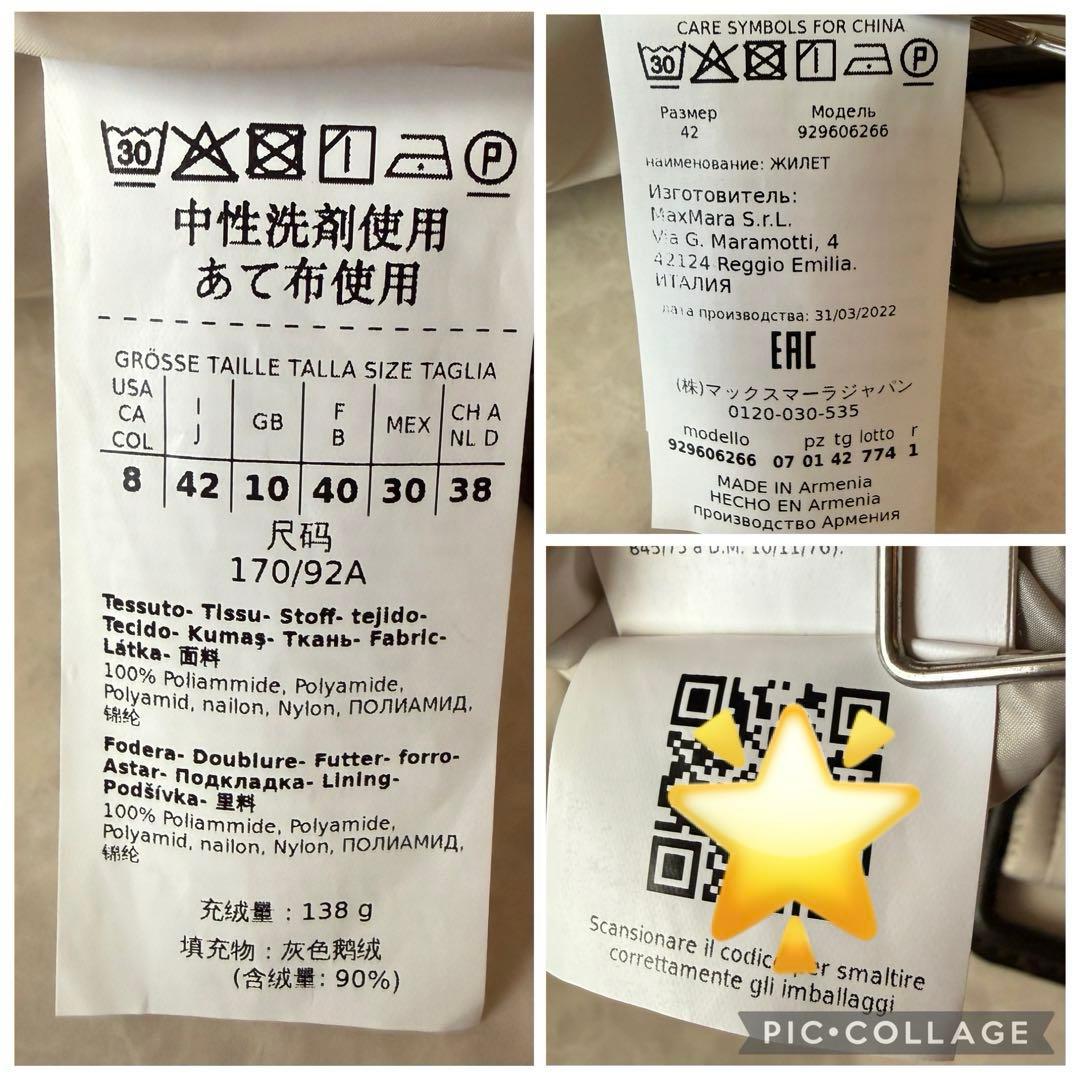 30
P
中性洗剤使用
あて布使用
GRÖSSE TAILLE TALLA SIZE TAGLIA
USA CA COL
I J
GB
F B
MEX
CH A NL D
8 42 10 40 30 38
尺码
170/92A
Tessuto- Tissu- Stoff- tejido-
Tecido- Kumaş- Ткань- Fabric-
Látka- 面料
100% Poliammide, Polyamide,
Polyamid, nailon, Nylon, ПОЛИАМИД,
锦纶
Fodera- Doublure- Futter- forro-
Astar- Подкладка- Lining-
Podšívka- 里料
100% Poliammide, Polyamide,
Polyamid, nailon, Nylon, ПОЛИАМИД,
锦纶
充绒量：138 g
填充物：灰色鹅绒
(含绒量: 90%)
CARE SYMBOLS FOR CHINA
30
P
Размер Модель
42 929606266
наименование: ЖИЛЕТ
Изготовитель:
MaxMara S.r.L.
Via G. Maramotti, 4
42124 Reggio Emilia.
ИТАЛИЯ
дата производства: 31/03/2022
EAC
(株)マックスマーラジャパン
0120-030-535
modello pz tg lotto r
929606266 07 01 42 774 1
MADE IN Armenia
HECHO EN Armenia
производство Армения
845/73 a D.M. 10/11/76).
Scansionare il codice per smaltire
correttamente gli imballaggi
PIC•COLLAGE